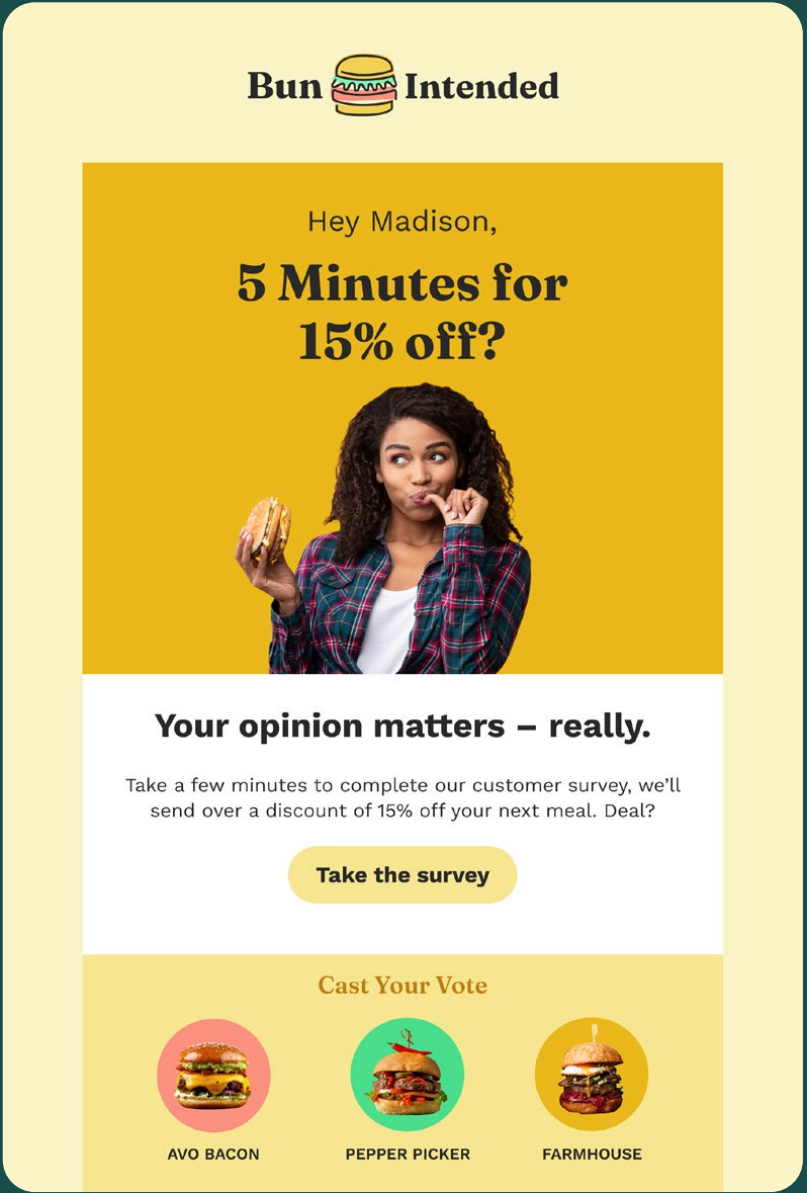 Bun Intended
Hey Madison,
5 Minutes for
15% off?
Your opinion matters – really.
Take a few minutes to complete our customer survey, we’ll
send over a discount of 15% off your next meal. Deal?
Take the survey
Cast Your Vote
AVO BACON
PEPPER PICKER
FARMHOUSE